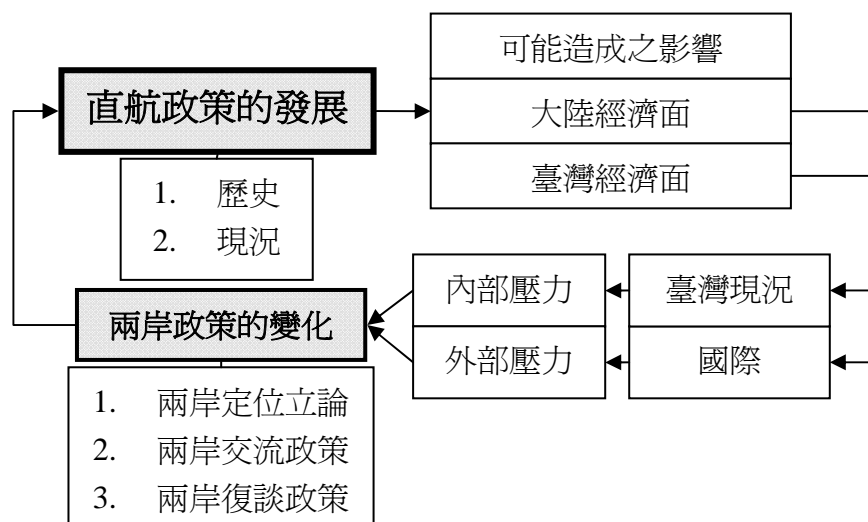 可能造成之影響
直航政策的發展
大陸經濟面
臺灣經濟面
1. 歷史
2. 現況
內部壓力
臺灣現況
兩岸政策的變化
外部壓力
國際
1. 兩岸定位立論
2. 兩岸交流政策
3. 兩岸復談政策